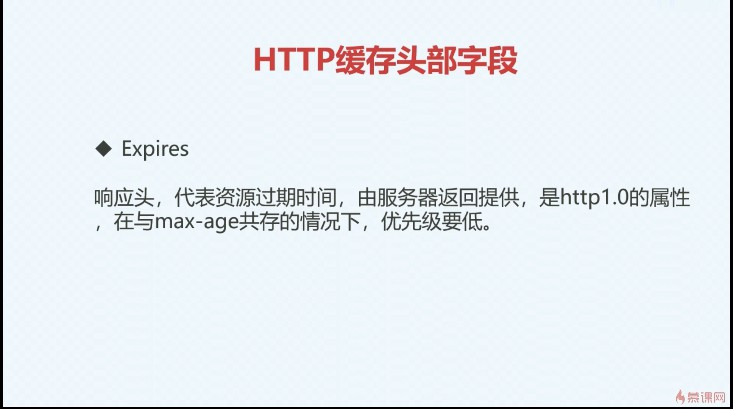 HTTP缓存头部字段
◆ Expires
响应头，代表资源过期时间，由服务器返回提供，是http1.0的属性
，在与max-age共存的情况下，优先级要低。
慕课网